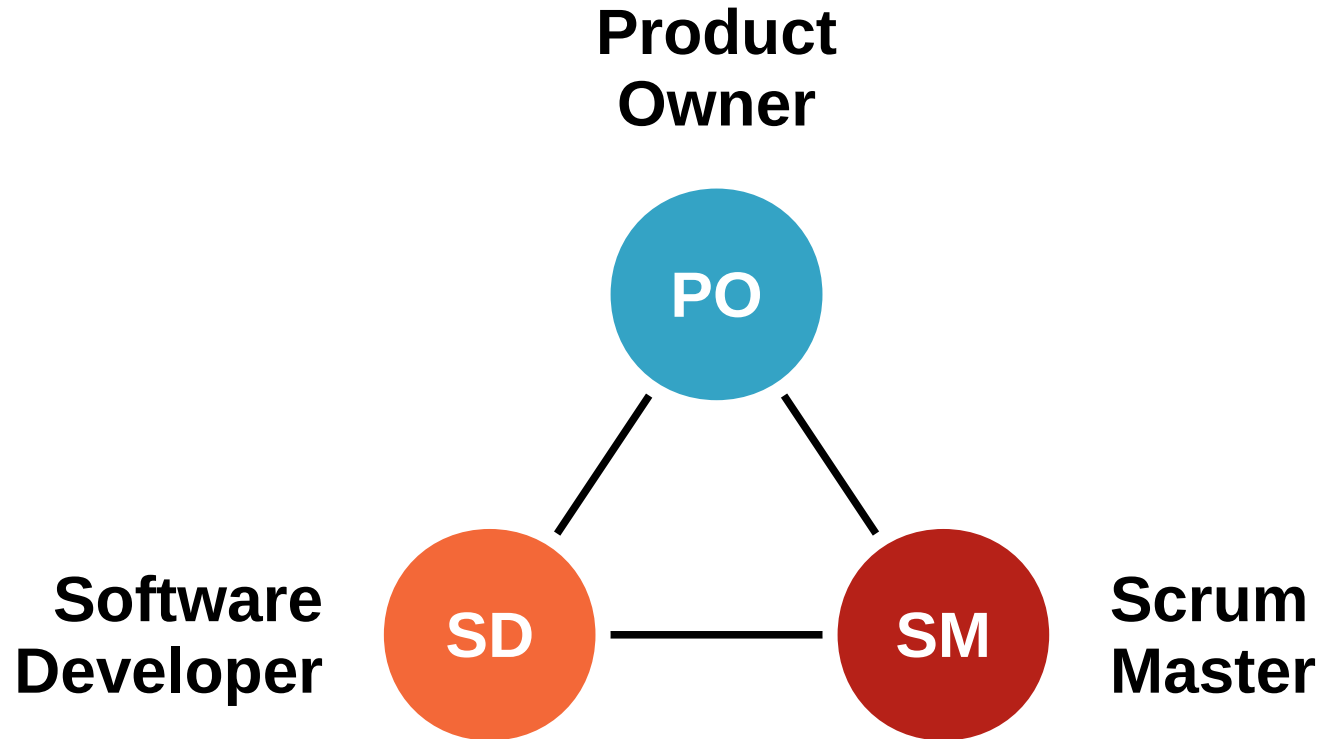 Product
Owner
PO
Software
Developer
SD
SM
Scrum
Master